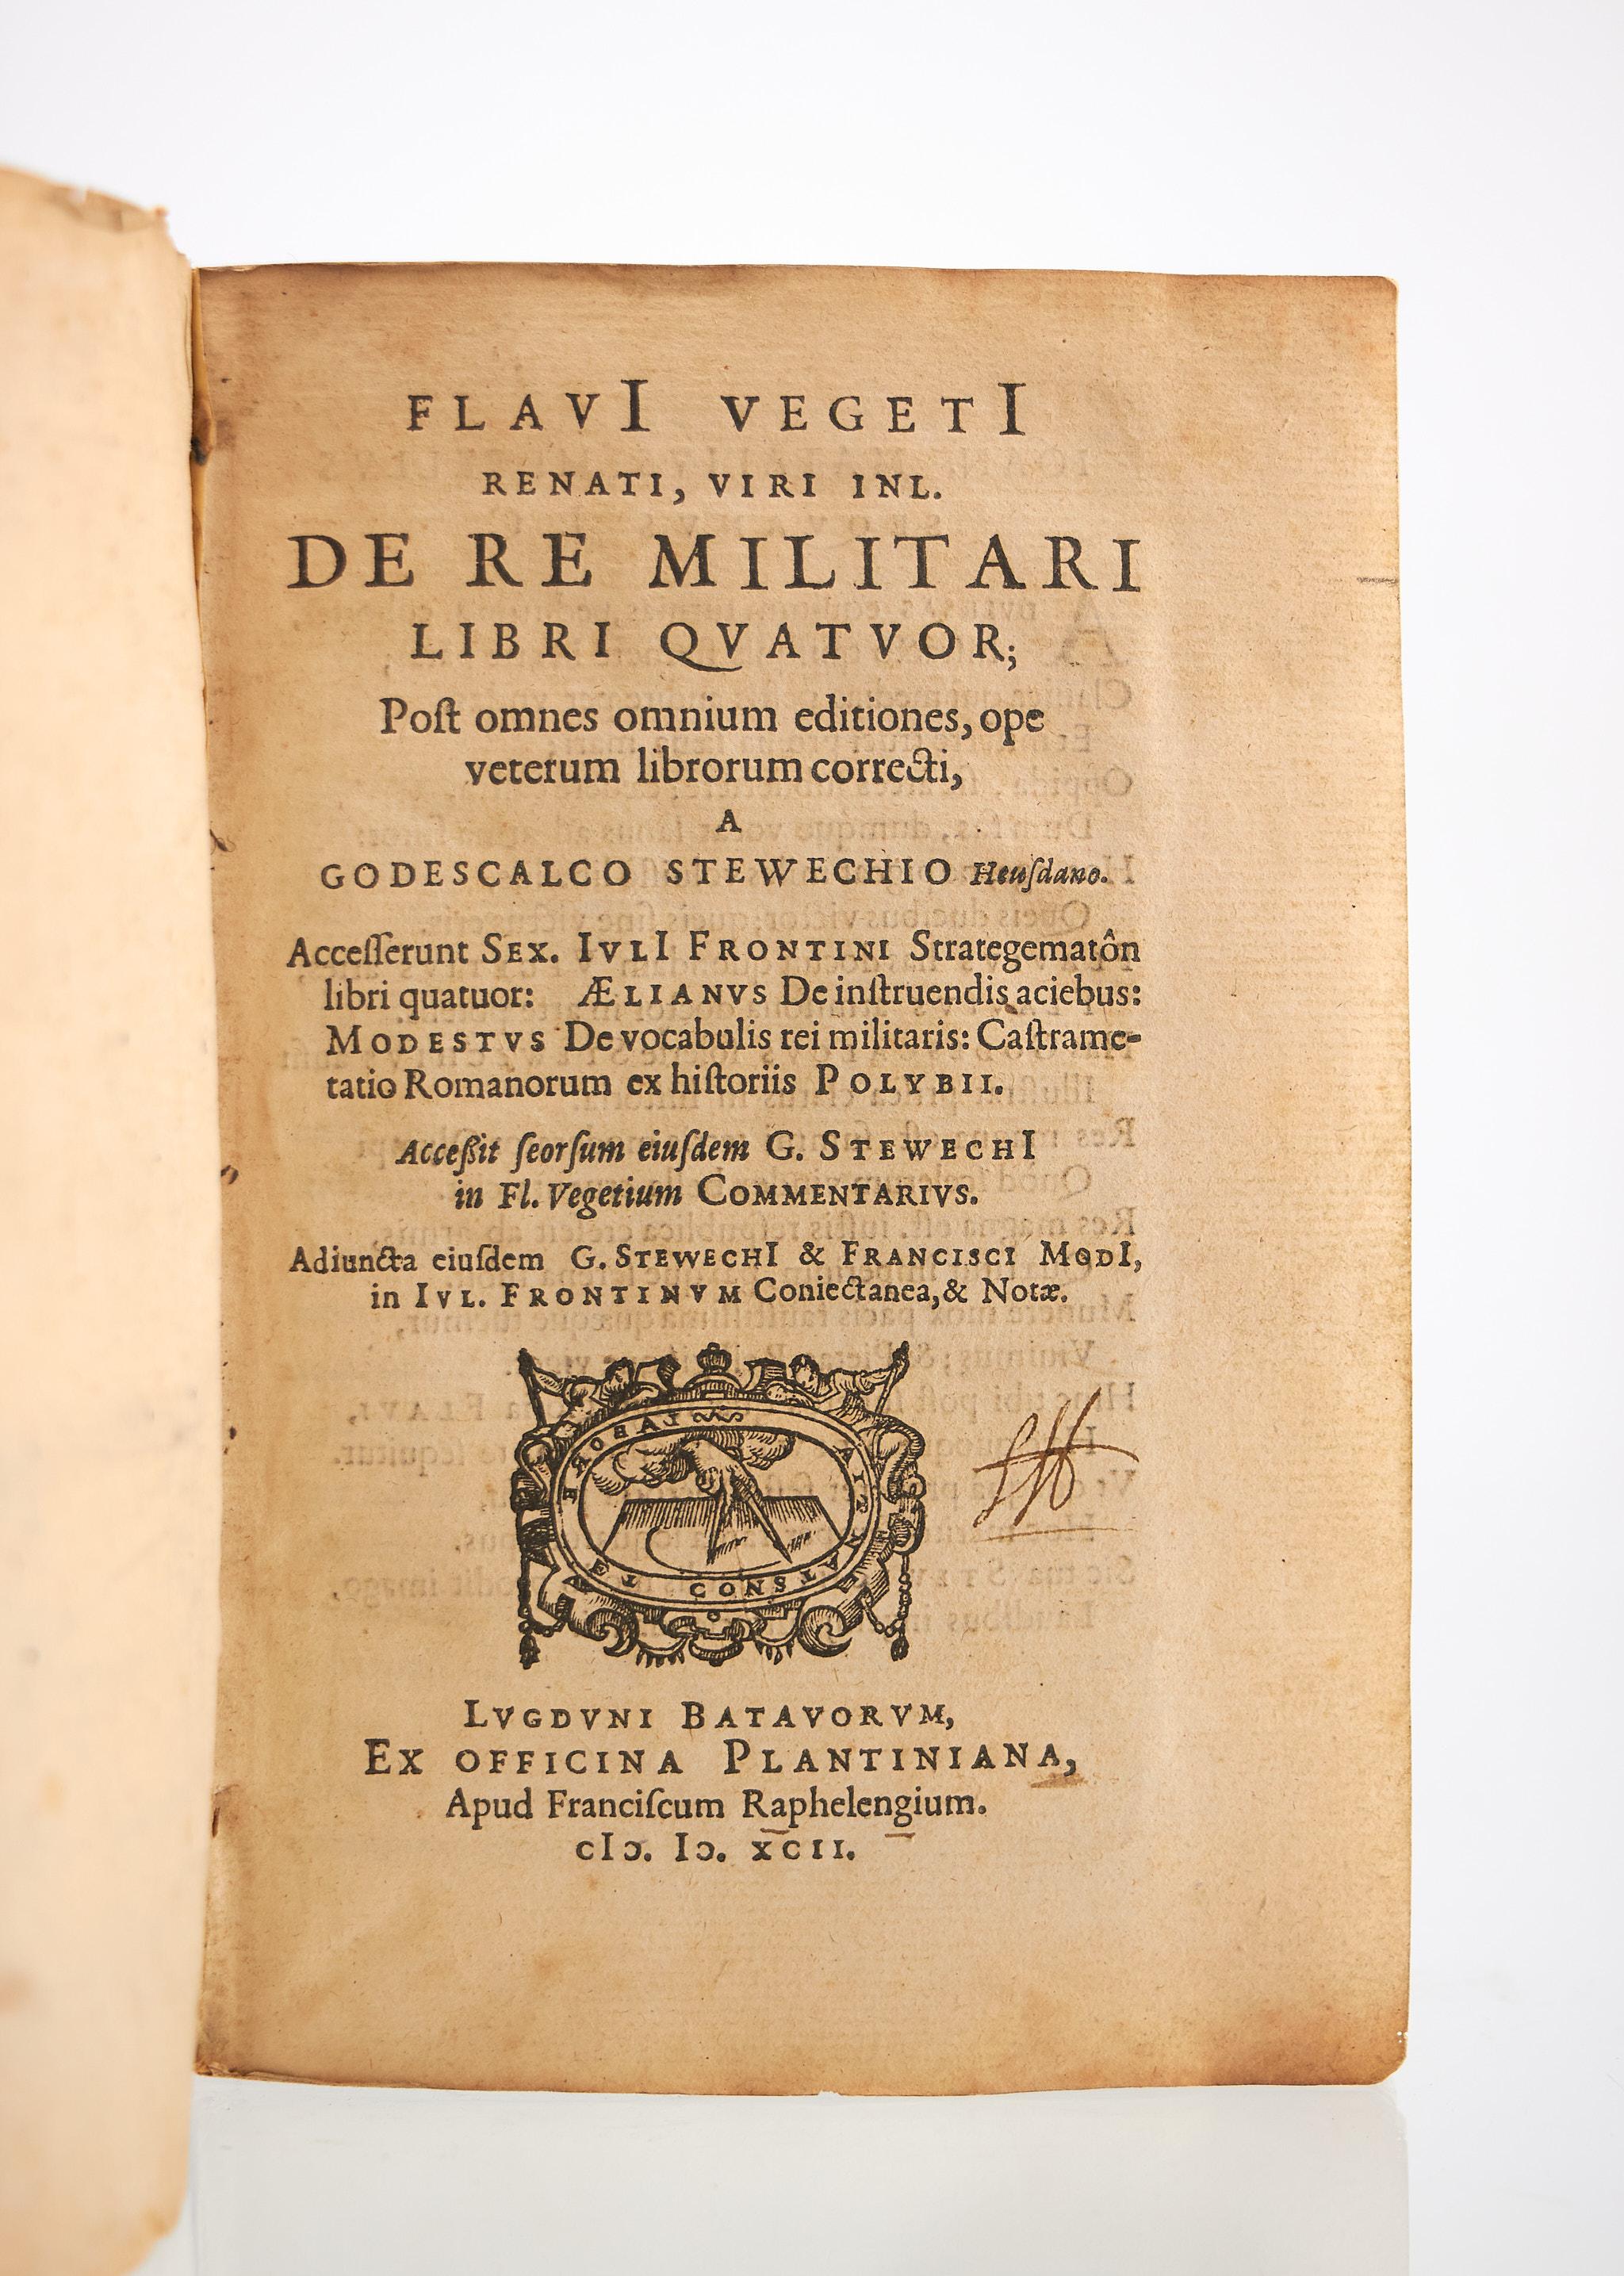 FLAVI VEGETI
RENATI, VIRI INL.
DE RE MILITARI
LIBRI QVATVOR;
Poſt omnes omnium editiones, ope
veterum librorum correcti,
A
GODESCALCO STEWECHIO Heuſdano.
Acceſſerunt SEX. IVLI FRONTINI Strategematôn
libri quatuor: ÆLIANVS De inſtruendis aciebus:
MODESTVS De vocabulis rei militaris: Caſtrame-
tatio Romanorum ex hiſtoriis POLYBII.
Acceßit ſeorſum eiuſdem G. STEWECHI
in Fl. Vegetium COMMENTARIVS.
Adiuncta eiuſdem G. STEWECHI & FRANCISCI MODI,
in IVL. FRONTINVM Coniectanea, & Notæ.
LABORE ET CONSTANTIA
LVGDVNI BATAVORVM,
EX OFFICINA PLANTINIANA,
Apud Franciſcum Raphelengium.
cIↄ. Iↄ. XCII.